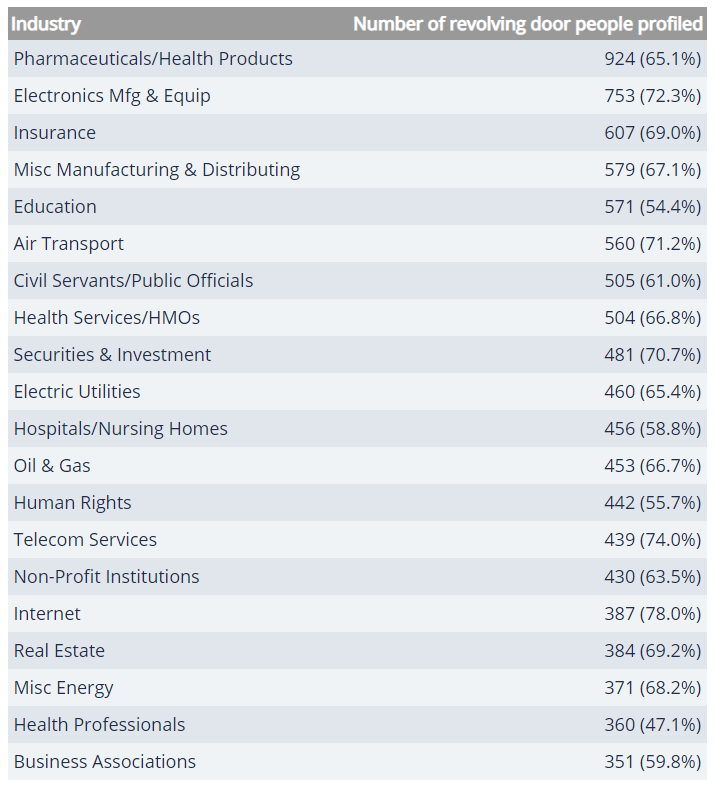 Industry Number of revolving door people profiled
Pharmaceuticals/Health Products 924 (65.1%)
Electronics Mfg & Equip 753 (72.3%)
Insurance 607 (69.0%)
Misc Manufacturing & Distributing 579 (67.1%)
Education 571 (54.4%)
Air Transport 560 (71.2%)
Civil Servants/Public Officials 505 (61.0%)
Health Services/HMOs 504 (66.8%)
Securities & Investment 481 (70.7%)
Electric Utilities 460 (65.4%)
Hospitals/Nursing Homes 456 (58.8%)
Oil & Gas 453 (66.7%)
Human Rights 442 (55.7%)
Telecom Services 439 (74.0%)
Non-Profit Institutions 430 (63.5%)
Internet 387 (78.0%)
Real Estate 384 (69.2%)
Misc Energy 371 (68.2%)
Health Professionals 360 (47.1%)
Business Associations 351 (59.8%)